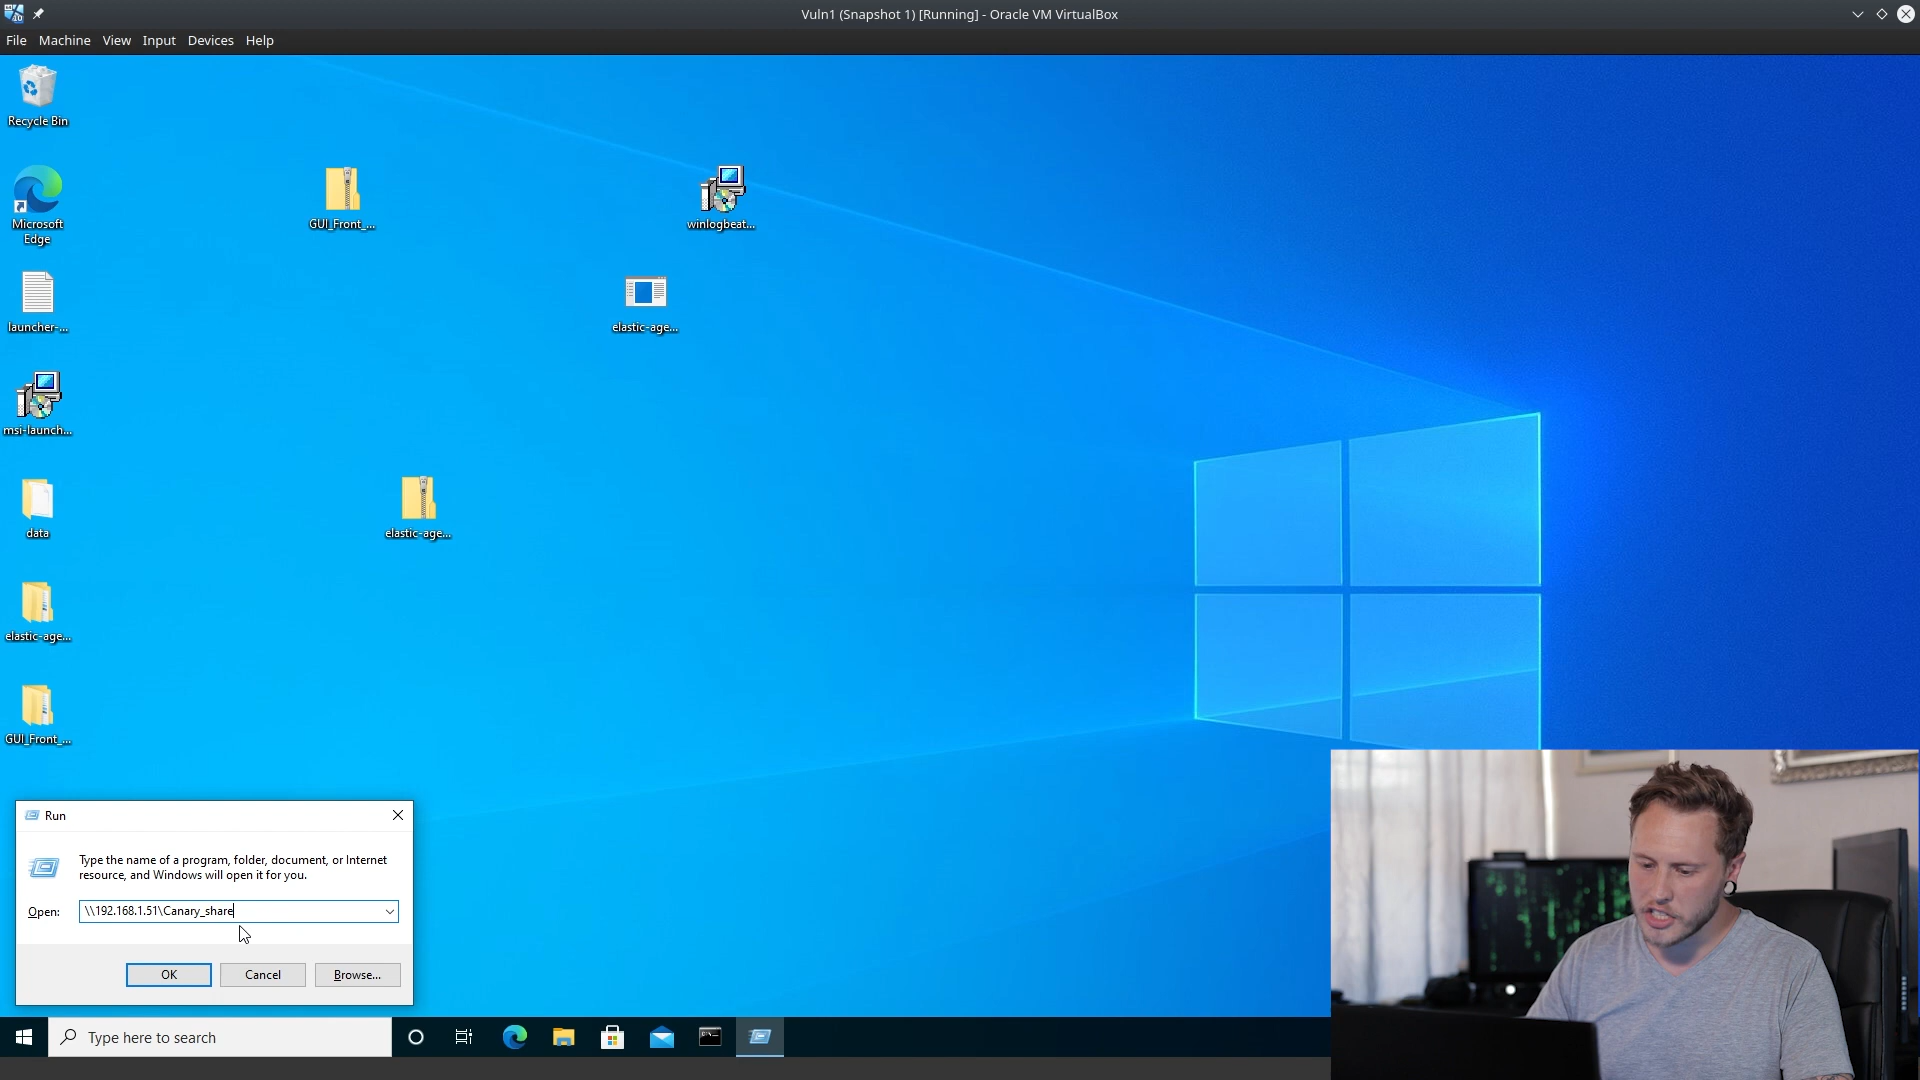 Vuln1 (Snapshot 1) [Running] - Oracle VM VirtualBox
File Machine View Input Devices Help
Recycle Bin
Microsoft
Edge
GUI_Front_...
winlogbeat...
launcher-...
elastic-age...
msi-launch...
data
elastic-age...
elastic-age...
GUI_Front_...
Run
Type the name of a program, folder, document, or Internet
resource, and Windows will open it for you.
Open: \\192.168.1.51\Canary_share
OK Cancel Browse...
Type here to search